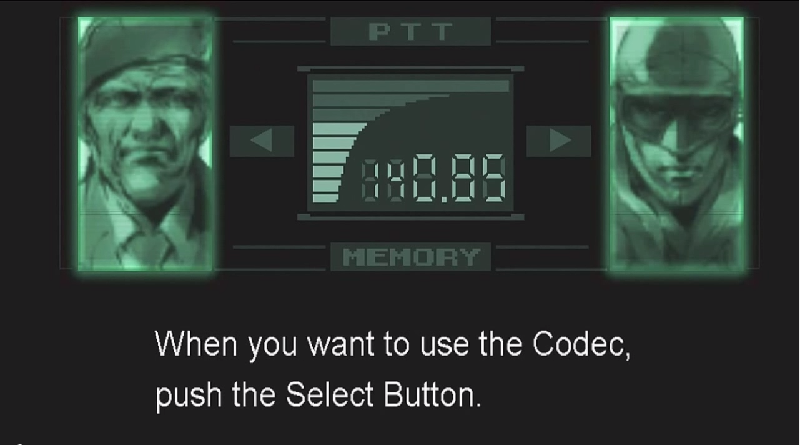 PTT
140.85
MEMORY
When you want to use the Codec,
push the Select Button.